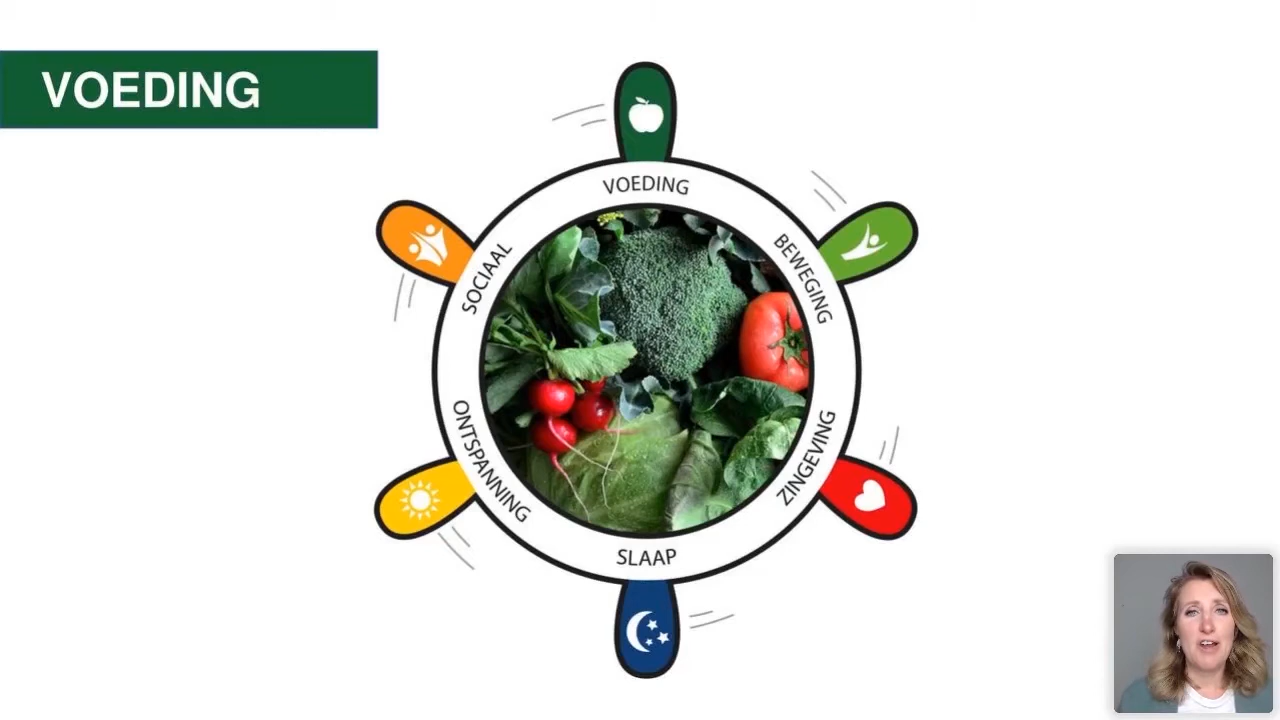 VOEDING
VOEDING
BEWEGING
ZINGEVING
SLAAP
ONTSPANNING
SOCIAAL